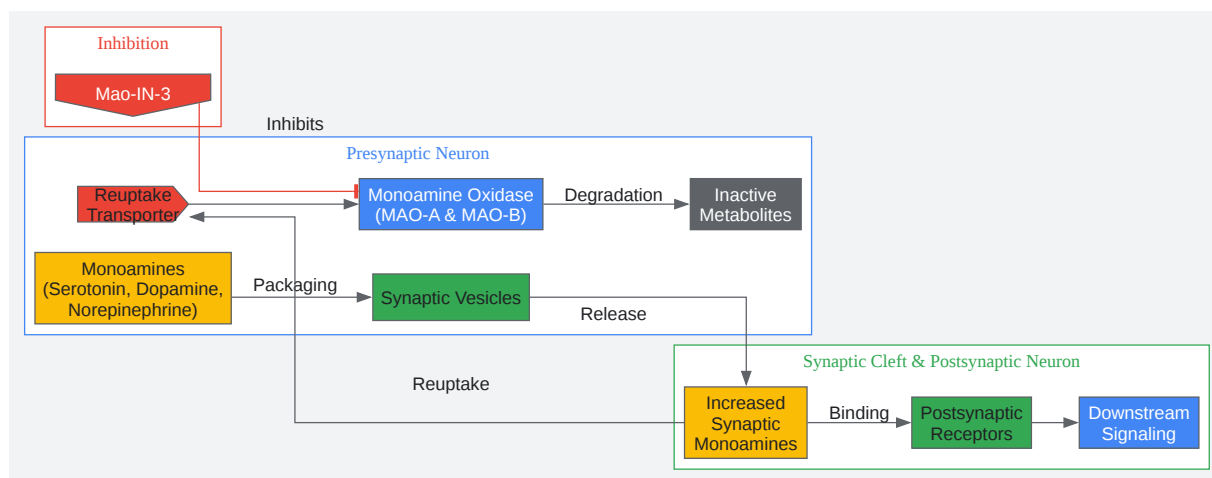 Inhibition
Mao-IN-3
Inhibits
Presynaptic Neuron
Reuptake
Transporter
Monoamine Oxidase
(MAO-A & MAO-B)
Degradation
Inactive
Metabolites
Monoamines
(Serotonin, Dopamine,
Norepinephrine)
Packaging
Synaptic Vesicles
Release
Synaptic Cleft & Postsynaptic Neuron
Reuptake
Increased
Synaptic
Monoamines
Binding
Postsynaptic
Receptors
Downstream
Signaling